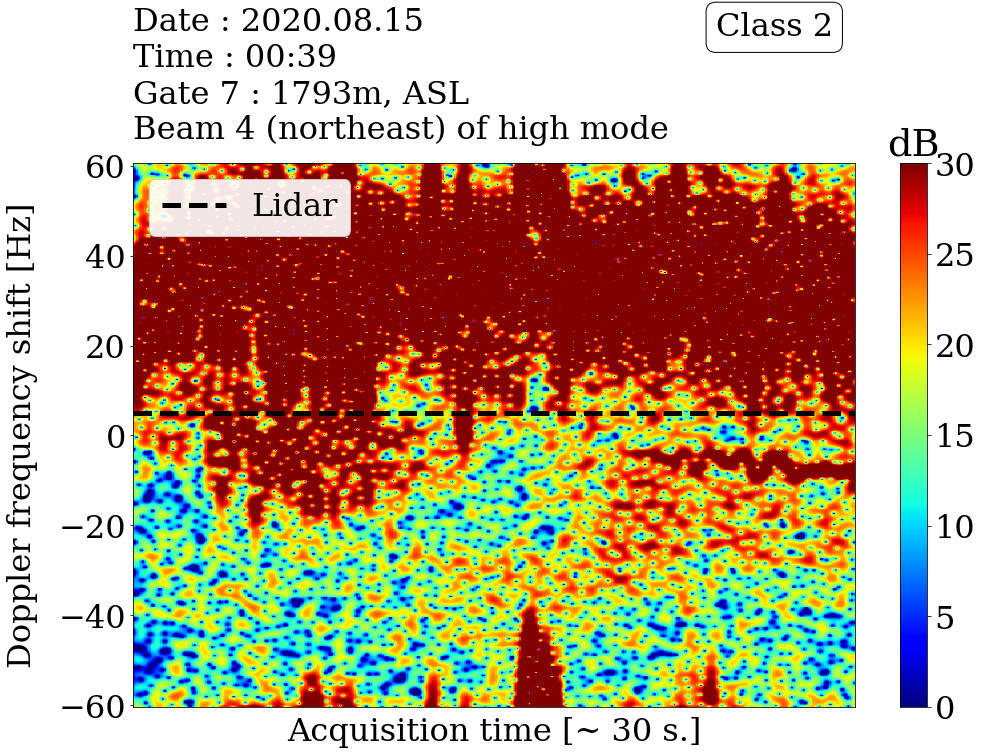 Date : 2020.08.15
Time : 00:39
Gate 7 : 1793m, ASL
Beam 4 (northeast) of high mode
Class 2
dB
Lidar
Doppler frequency shift [Hz]
60
40
20
0
−20
−40
−60
Acquisition time [~ 30 s.]
30
25
20
15
10
5
0